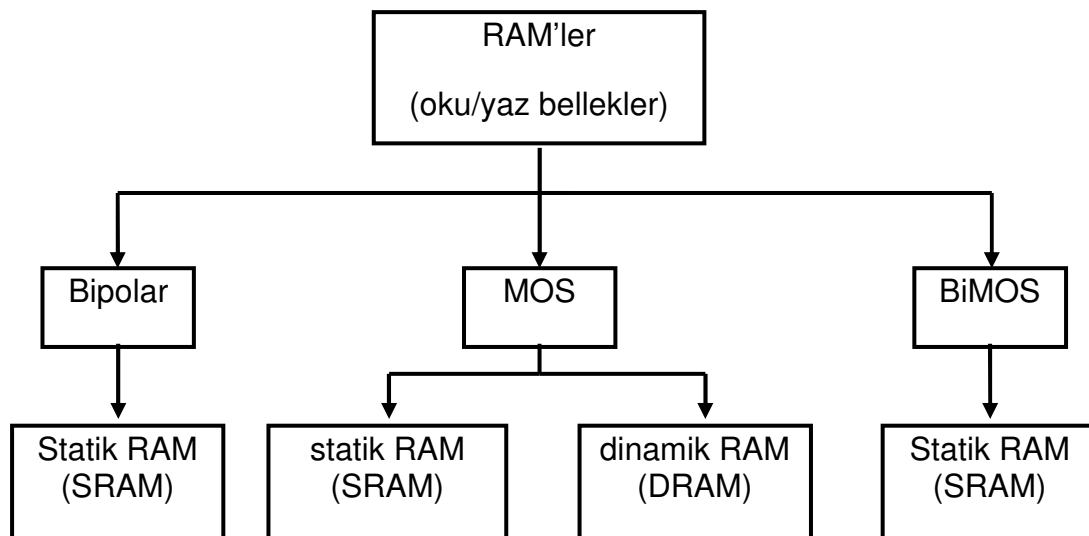 RAM’ler
(oku/yaz bellekler)
Bipolar
MOS
BiMOS
Statik RAM
(SRAM)
statik RAM
(SRAM)
dinamik RAM
(DRAM)
Statik RAM
(SRAM)